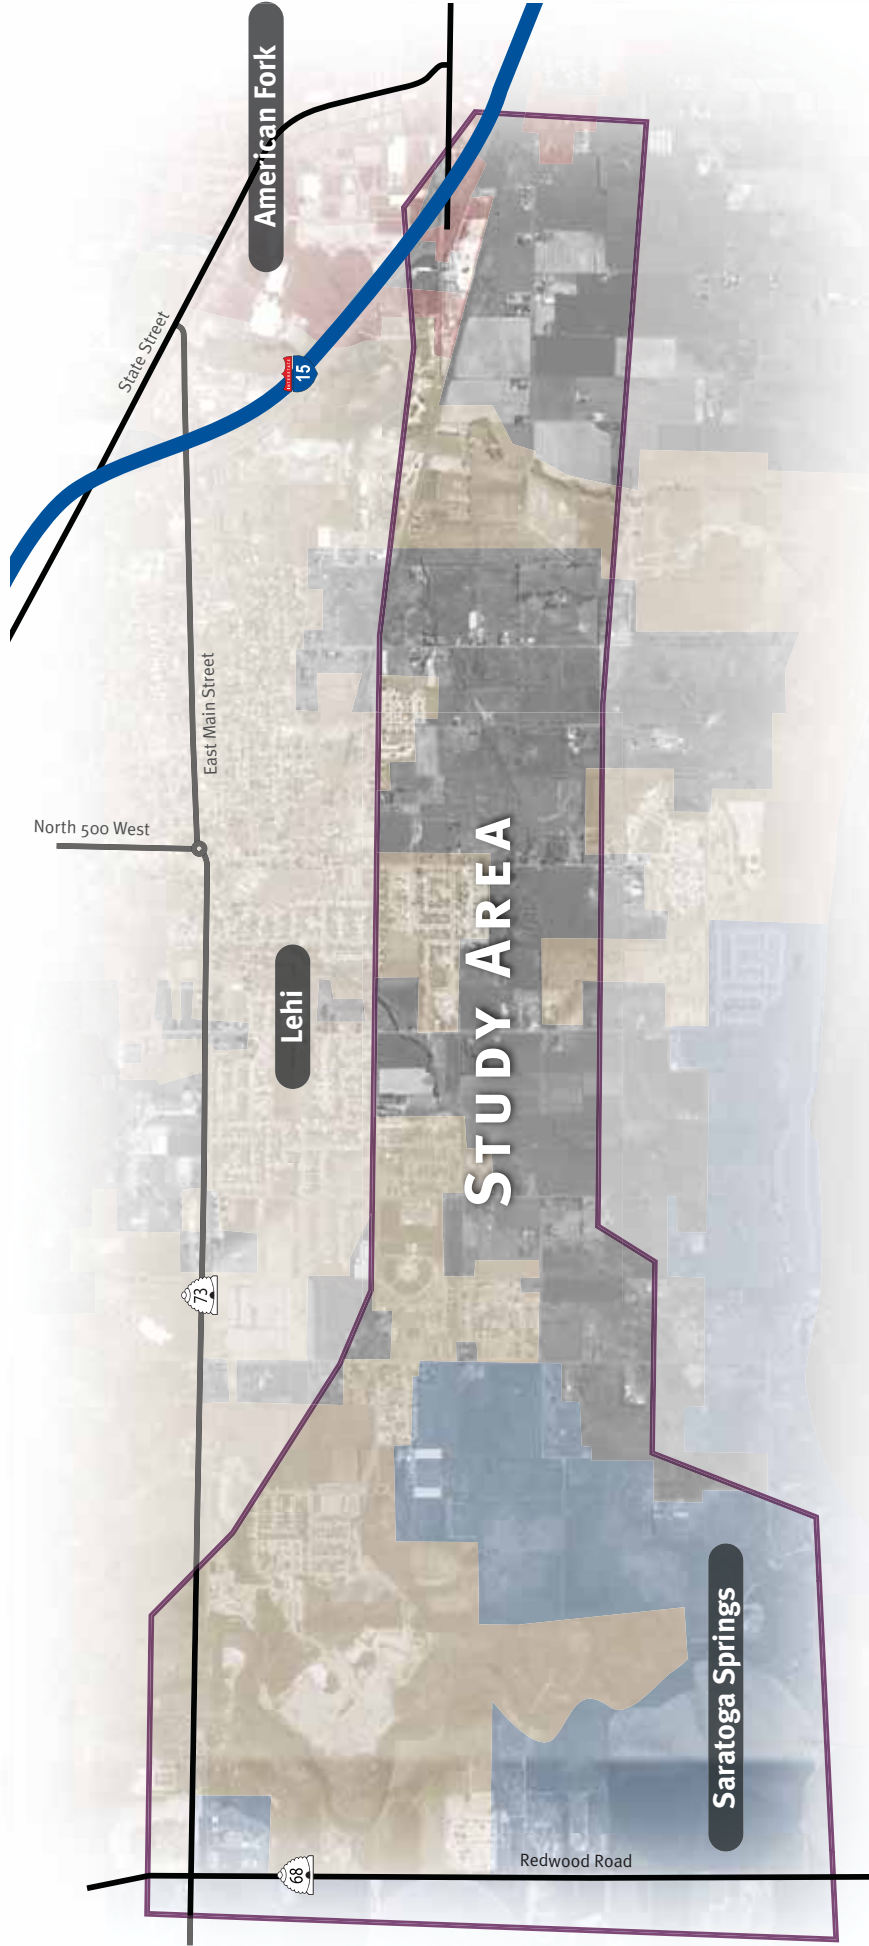 American Fork
State Street
INTERSTATE
15
East Main Street
North 500 West
Lehi
STUDY AREA
73
Saratoga Springs
Redwood Road
68